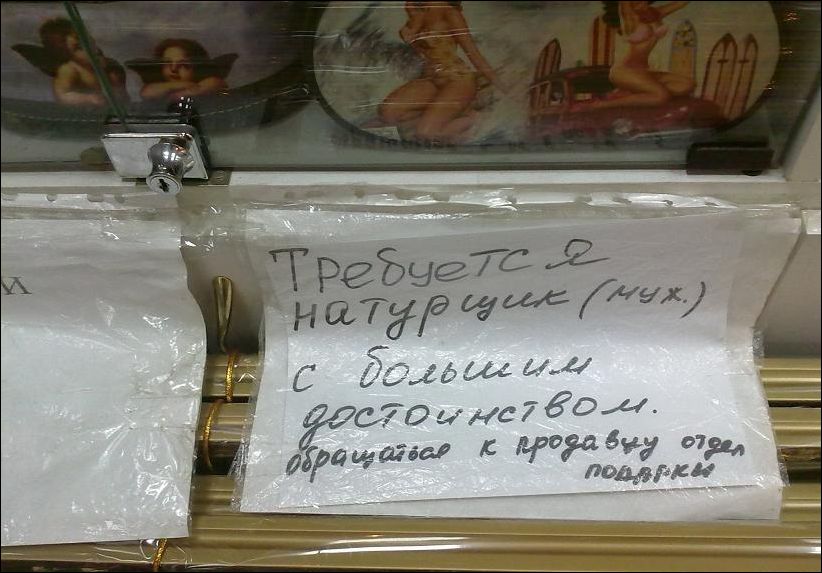 и
Требуется
натурщик (муж.)
с большим
достоинством.
обращаться к продавцу отдел
подарки